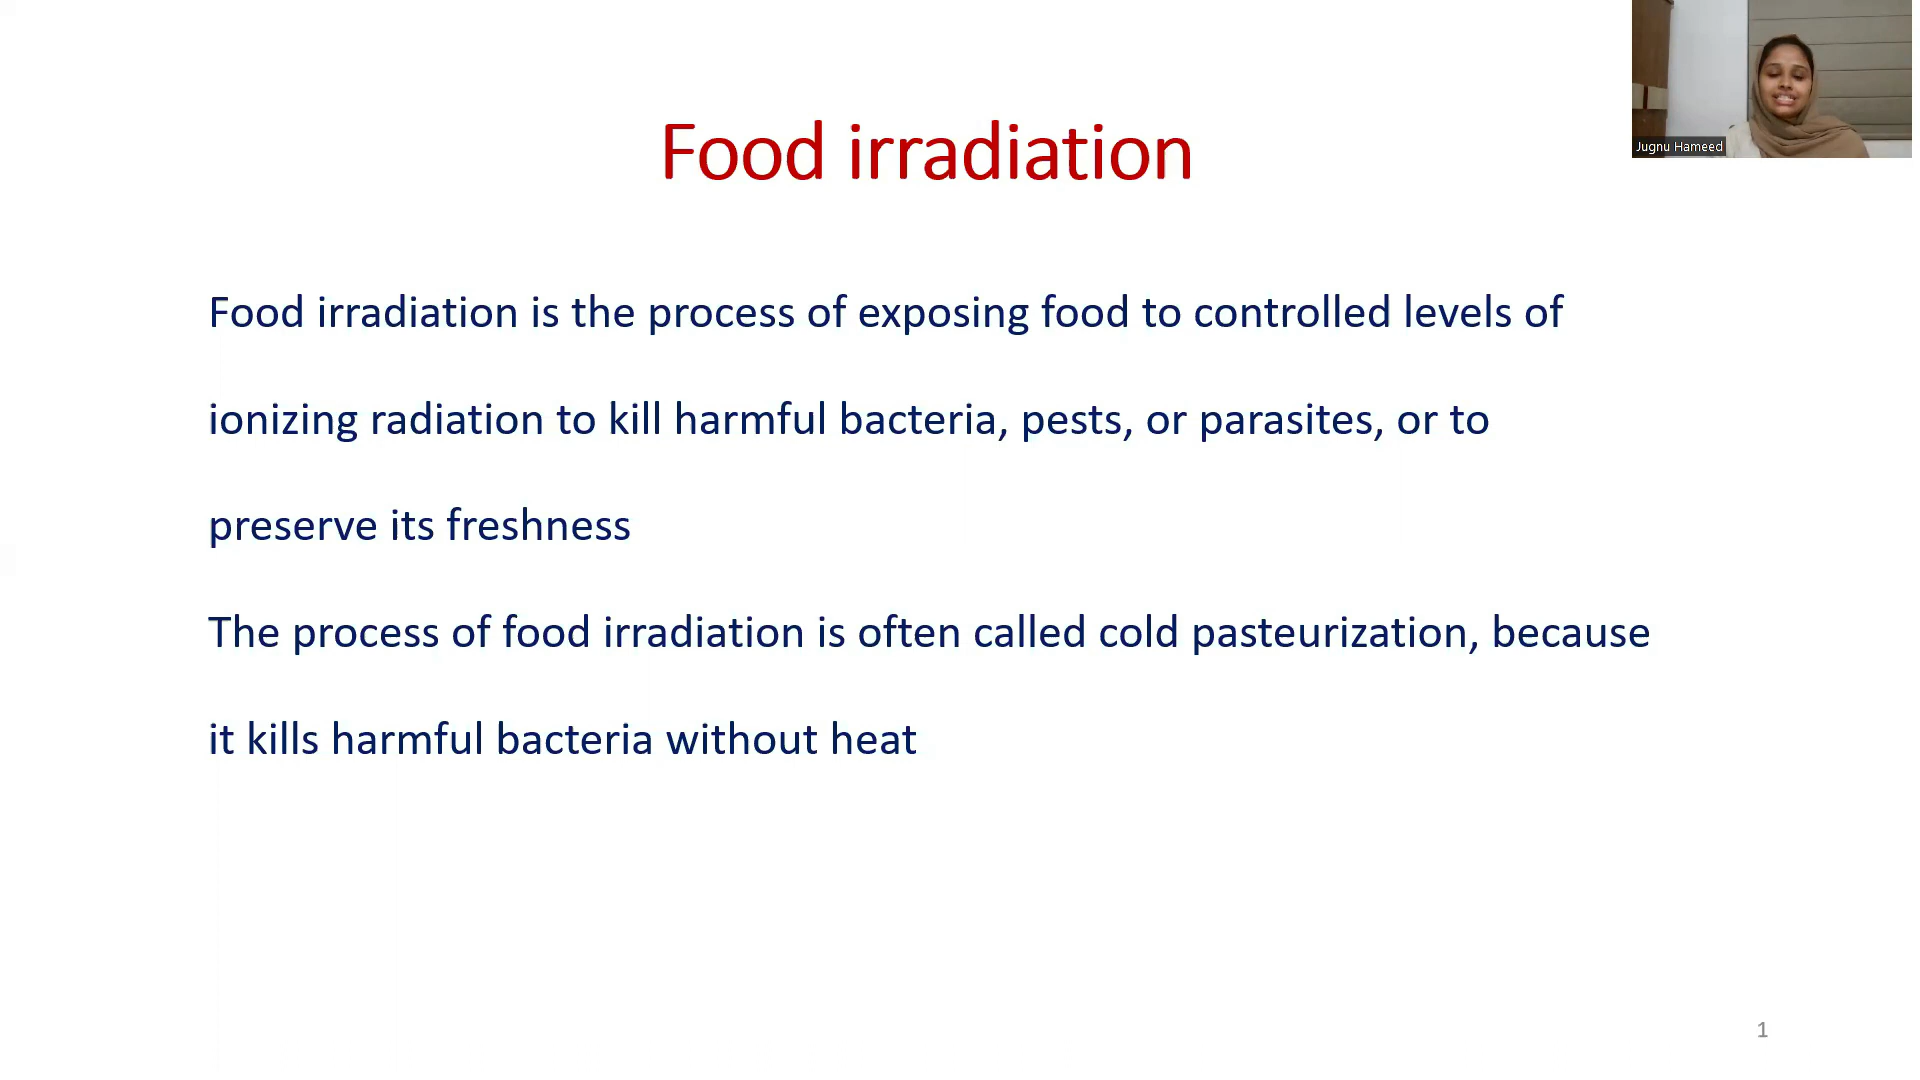 Food irradiation
Jugnu Hameed
Food irradiation is the process of exposing food to controlled levels of
ionizing radiation to kill harmful bacteria, pests, or parasites, or to
preserve its freshness
The process of food irradiation is often called cold pasteurization, because
it kills harmful bacteria without heat
1